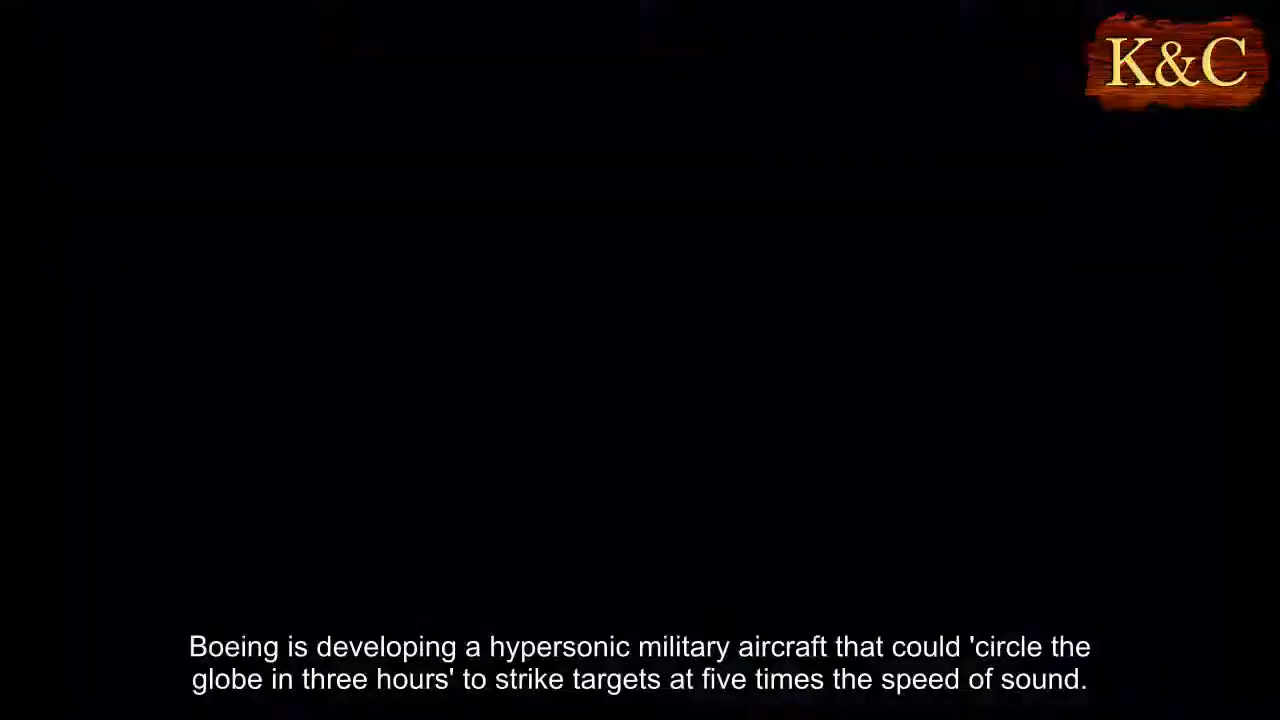 K&C
Boeing is developing a hypersonic military aircraft that could 'circle the
globe in three hours' to strike targets at five times the speed of sound.